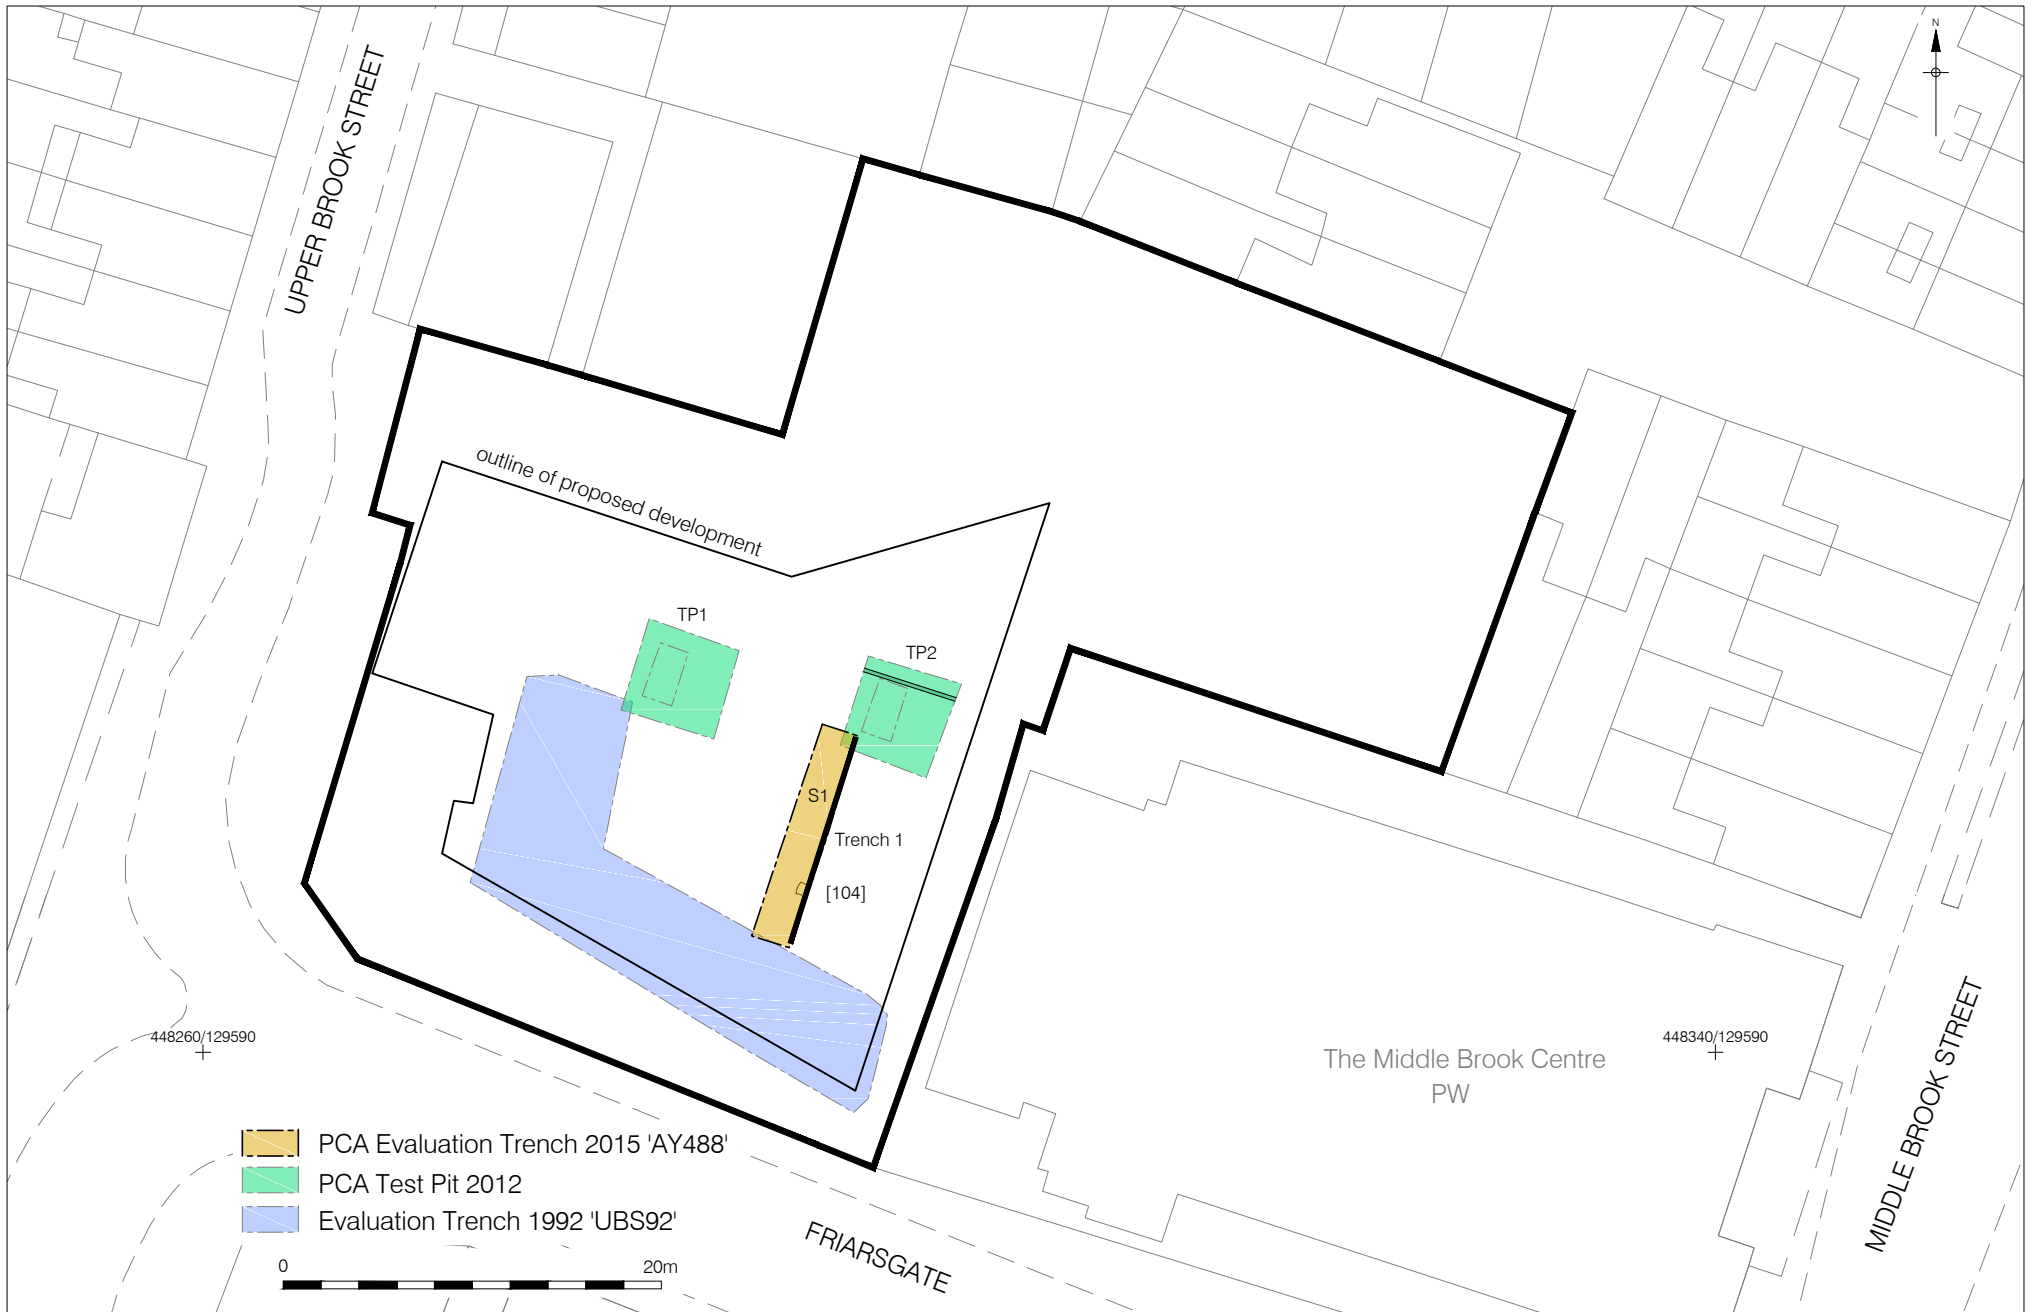 N
UPPER BROOK STREET
outline of proposed development
TP1
TP2
S1
Trench 1
[104]
448260/129590
448340/129590
The Middle Brook Centre
PW
MIDDLE BROOK STREET
PCA Evaluation Trench 2015 'AY488'
PCA Test Pit 2012
Evaluation Trench 1992 'UBS92'
FRIARSGATE
0 20m